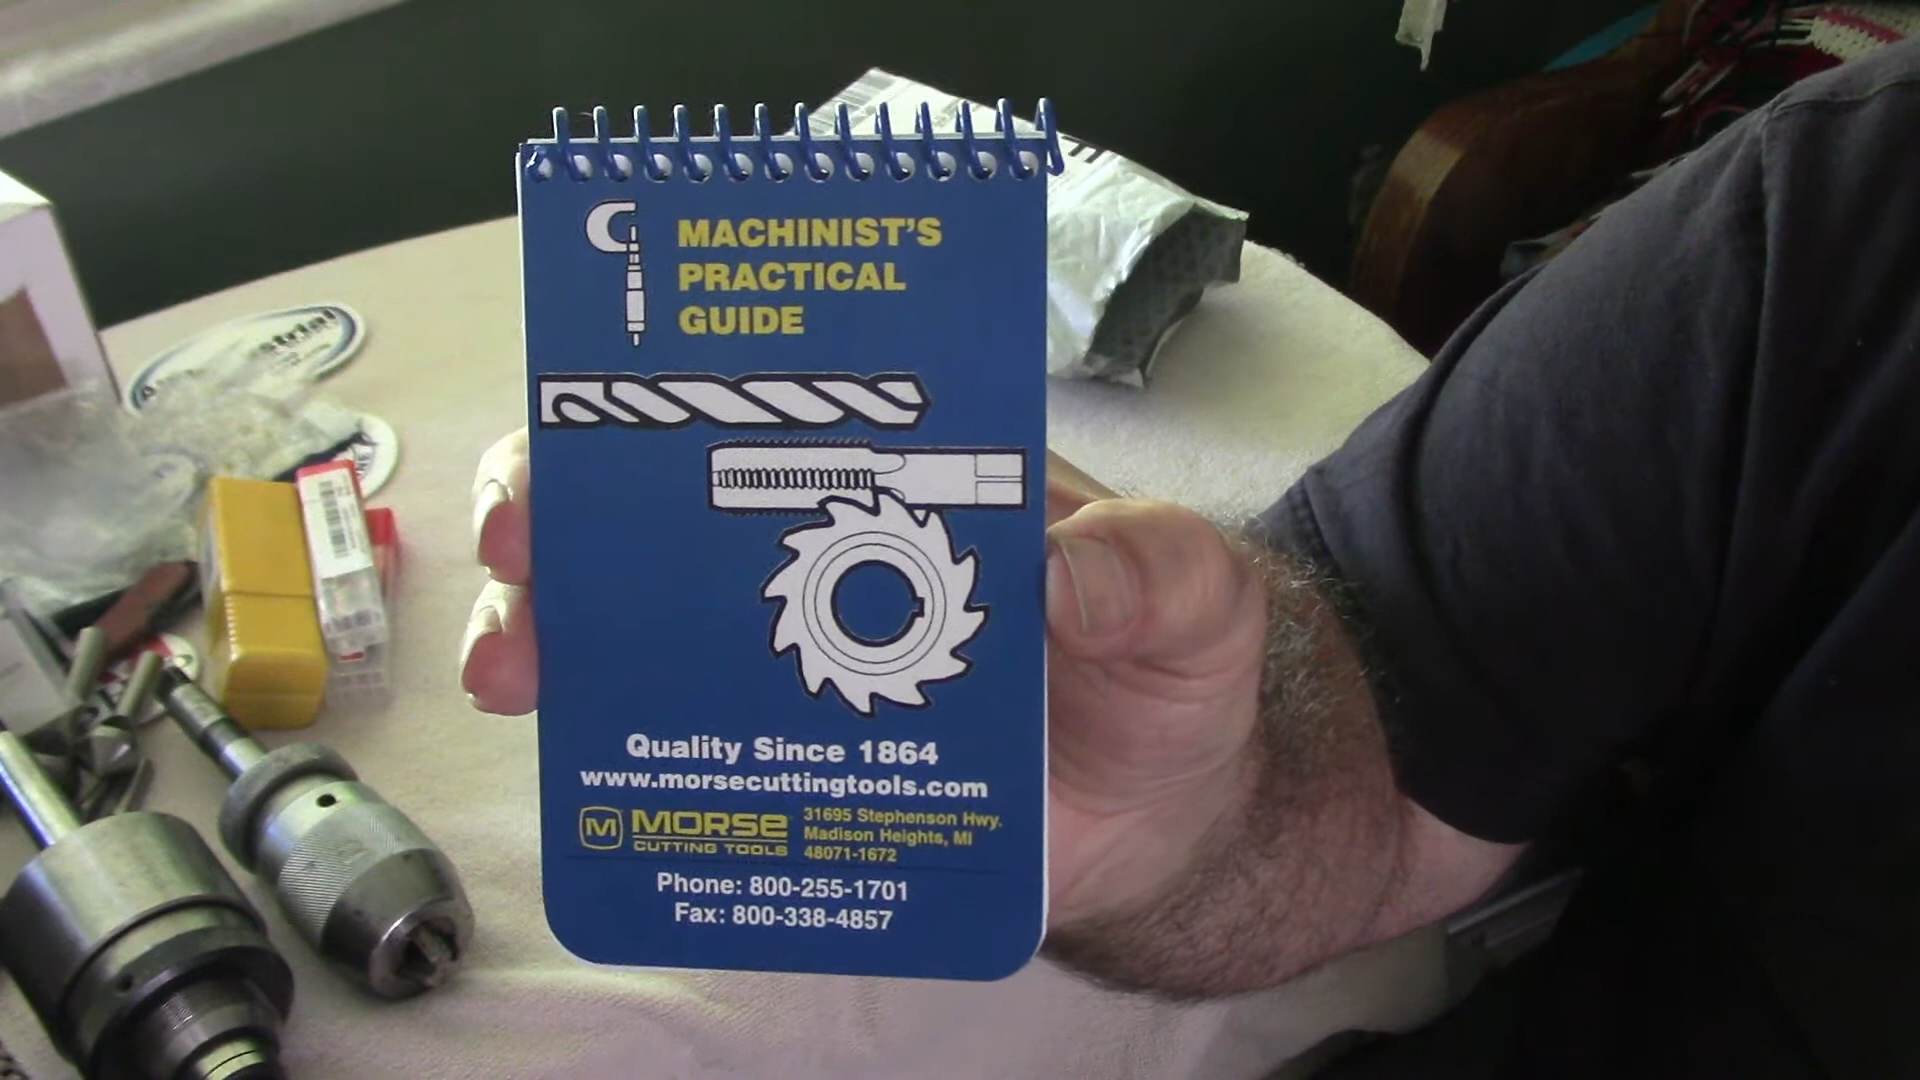 MACHINIST'S
PRACTICAL
GUIDE
Quality Since 1864
www.morsecuttingtools.com
M MORSE
CUTTING TOOLS
31695 Stephenson Hwy.
Madison Heights, MI
48071-1672
Phone: 800-255-1701
Fax: 800-338-4857